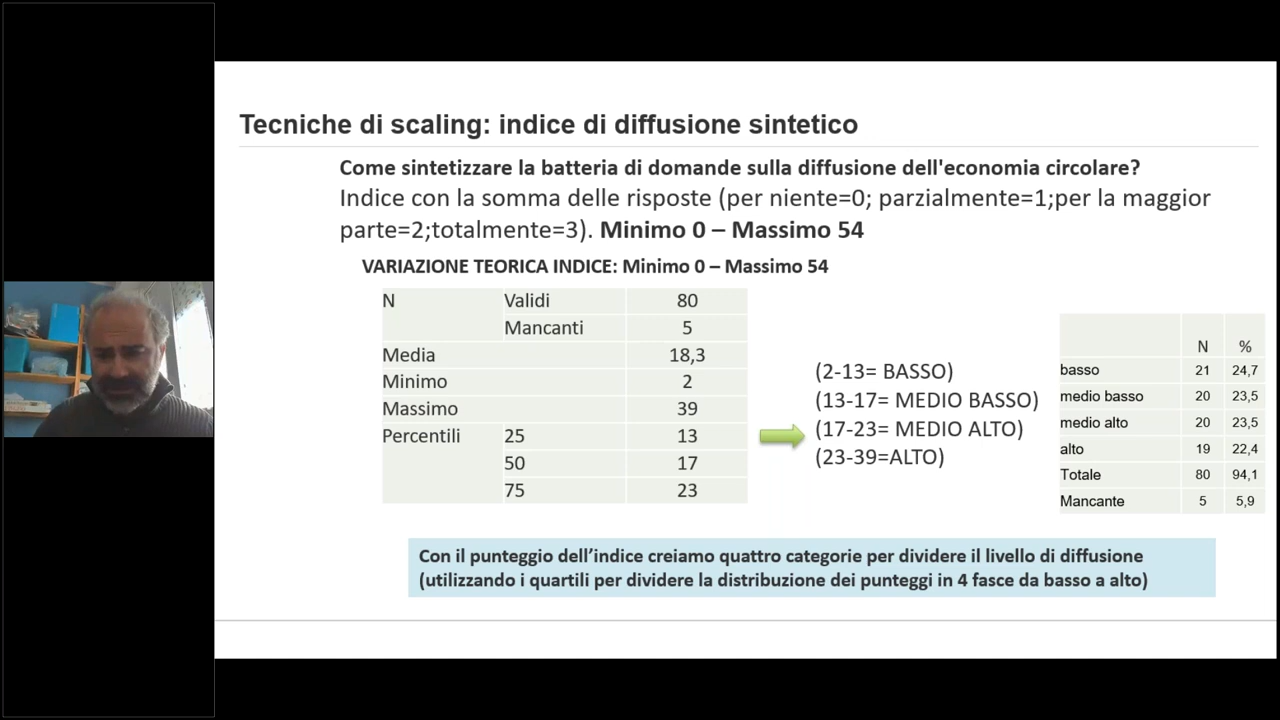 Tecniche di scaling: indice di diffusione sintetico
Come sintetizzare la batteria di domande sulla diffusione dell'economia circolare?
Indice con la somma delle risposte (per niente=0; parzialmente=1;per la maggior
parte=2;totalmente=3). Minimo 0 – Massimo 54
VARIAZIONE TEORICA INDICE: Minimo 0 – Massimo 54
N Validi 80
Mancanti 5
Media 18,3
Minimo 2
Massimo 39
Percentili 25 13
50 17
75 23
(2-13= BASSO)
(13-17= MEDIO BASSO)
(17-23= MEDIO ALTO)
(23-39=ALTO)
N %
basso 21 24,7
medio basso 20 23,5
medio alto 20 23,5
alto 19 22,4
Totale 80 94,1
Mancante 5 5,9
Con il punteggio dell’indice creiamo quattro categorie per dividere il livello di diffusione
(utilizzando i quartili per dividere la distribuzione dei punteggi in 4 fasce da basso a alto)